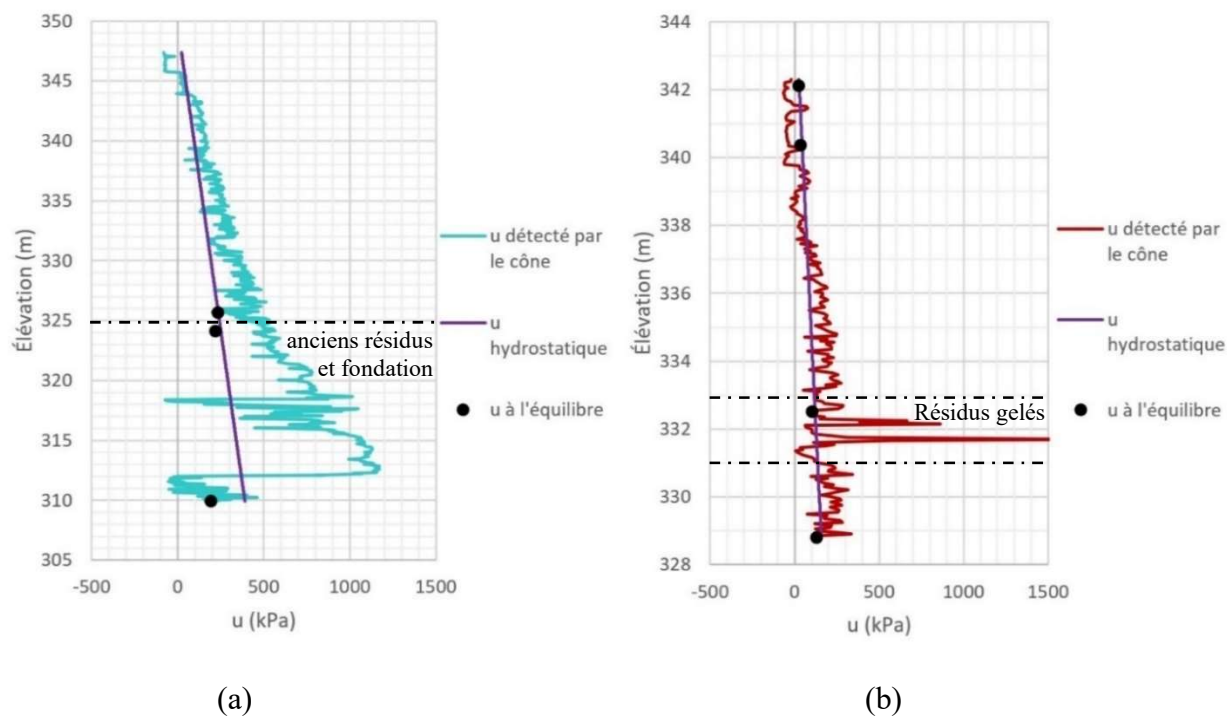 350
345
340
335
330
325
320
315
310
305
-500
0
500
1000
1500
Élévation (m)
u (kPa)
anciens résidus
et fondation
u détecté par
le cône
u
hydrostatique
u à l'équilibre
(a)
344
342
340
338
336
334
332
330
328
-500
0
500
1000
1500
Élévation (m)
u (kPa)
Résidus gelés
u détecté par
le cône
u
hydrostatique
u à l'équilibre
(b)